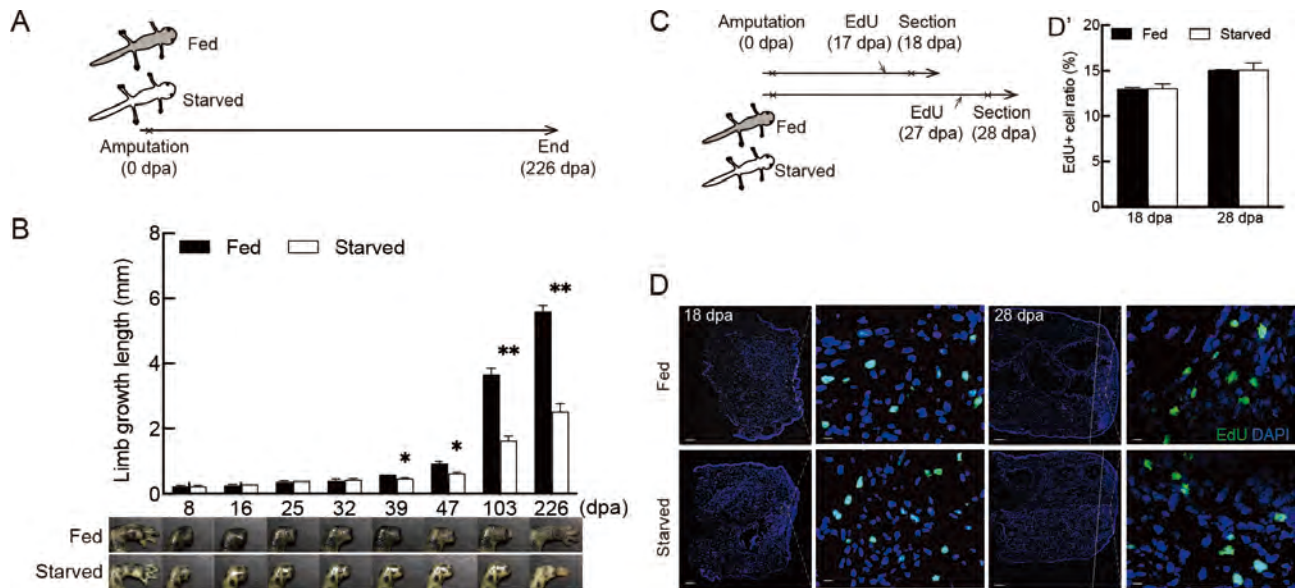 A
Fed
Starved
Amputation
(0 dpa)
End
(226 dpa)
B
Limb growth length (mm)
8
6
4
2
0
Fed
Starved
*
*
**
**
8 16 25 32 39 47 103 226 (dpa)
Fed
Starved
C
Amputation
(0 dpa)
EdU
(17 dpa)
Section
(18 dpa)
EdU
(27 dpa)
Section
(28 dpa)
Fed
Starved
D'
Fed
Starved
EdU+ cell ratio (%)
20
15
10
5
0
18 dpa
28 dpa
D
18 dpa
28 dpa
Fed
EdU DAPI
Starved